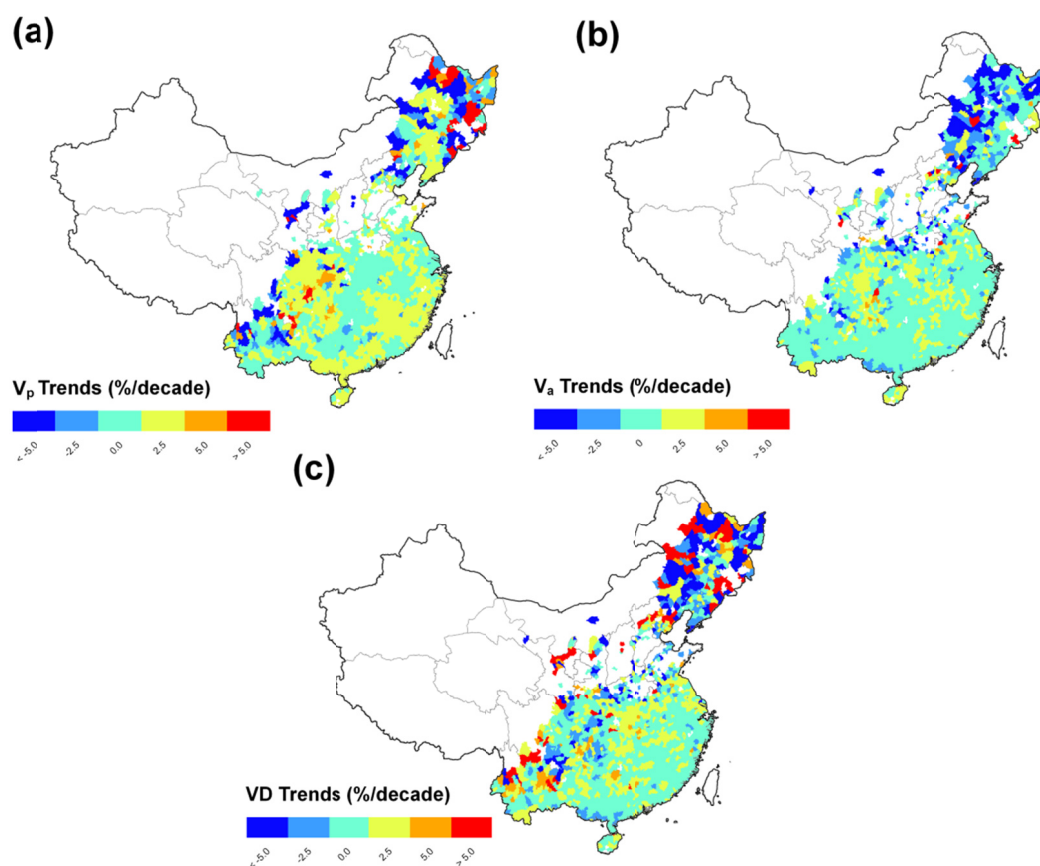 (a)
(b)
Vp Trends (%/decade)
< -5.0 -2.5 0.0 2.5 5.0 > 5.0
Va Trends (%/decade)
< -5.0 -2.5 0 2.5 5.0 > 5.0
(c)
VD Trends (%/decade)
< -5.0 -2.5 0.0 2.5 5.0 > 5.0